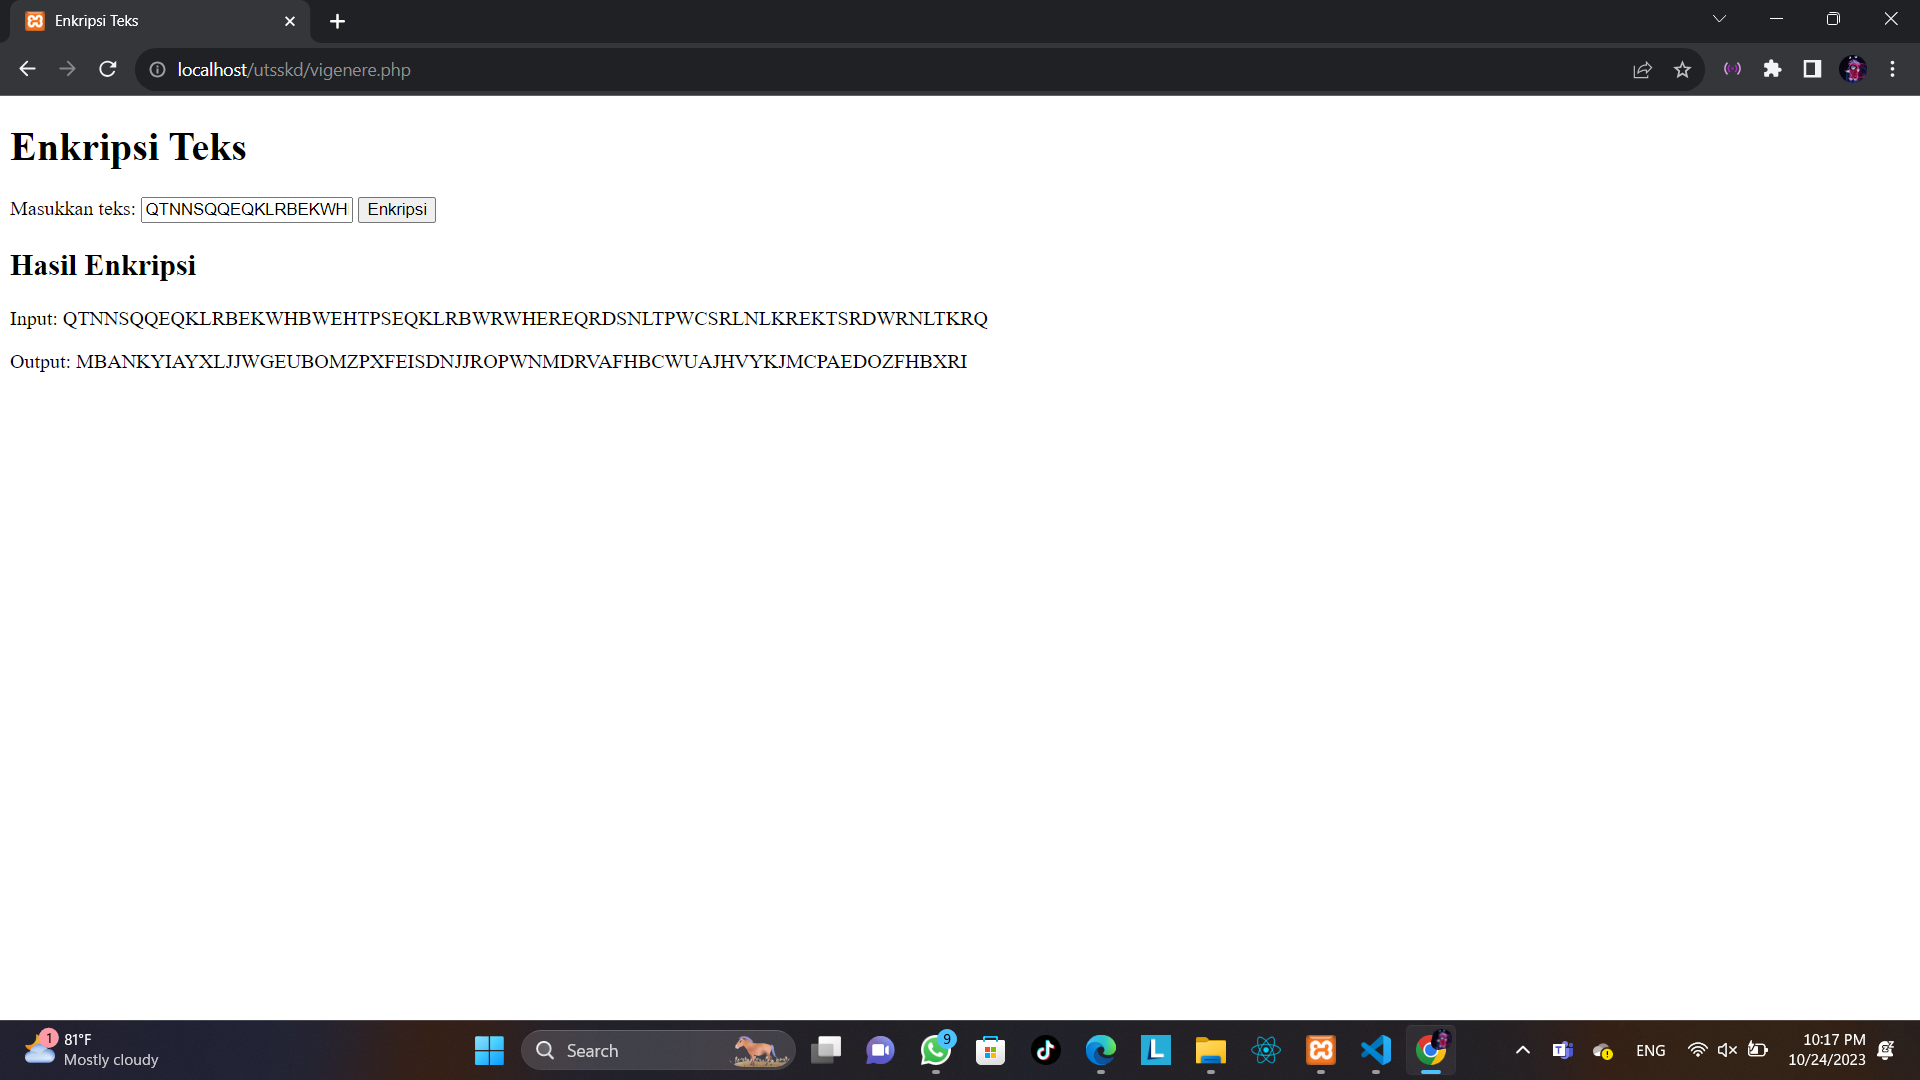 Enkripsi Teks
localhost/utsskd/vigenere.php
Enkripsi Teks
Masukkan teks: QTNNSQQEQKLRBEKWH Enkripsi
Hasil Enkripsi
Input: QTNNSQQEQKLRBEKWHBWEHTPSEQKLRBWRWHEREQRDSNLTPWCSRLNLKREKTSRDWRNLTKRQ
Output: MBANKYIAYXLJJWGEUBOMZPXFEISDNJJROPWNMDRVAFHBCWUAJHVYKJMCPAEDOZFHBXRI
1
81°F
Mostly cloudy
Search
9
L
ENG
10:17 PM
10/24/2023